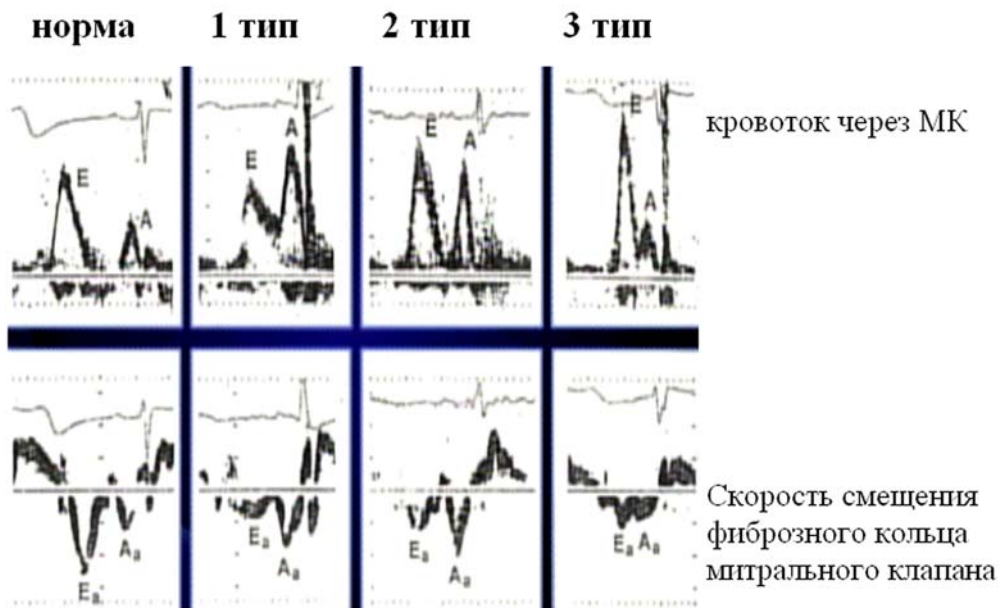 норма 1 тип 2 тип 3 тип
E A
E A
E A
E A
кровоток через МК
Ea Aa
Ea Aa
Ea Aa
Ea Aa
Скорость смещения
фиброзного кольца
митрального клапана